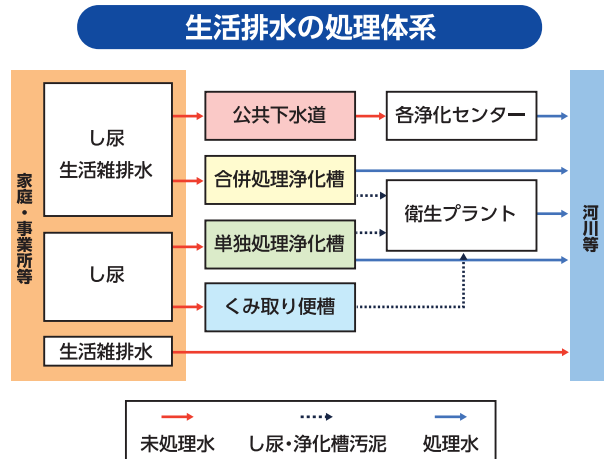 生活排水の処理体系
家庭・事業所等
し尿
生活雑排水
し尿
生活雑排水
公共下水道
合併処理浄化槽
単独処理浄化槽
くみ取り便槽
各浄化センター
衛生プラント
河川等
未処理水
し尿・浄化槽汚泥
処理水